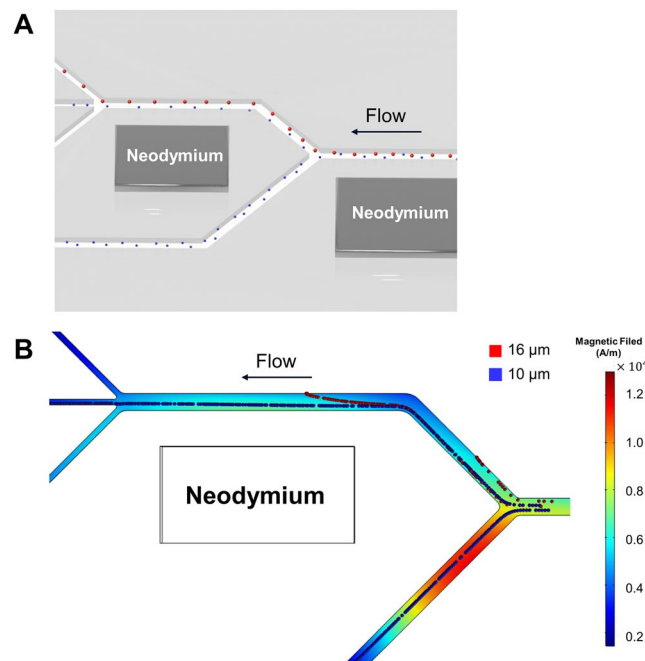 A
Flow
Neodymium
Neodymium
B
Flow
16 µm
10 µm
Magnetic Filed
(A/m)
× 10⁴
1.2
1.0
0.8
0.6
0.4
0.2
Neodymium